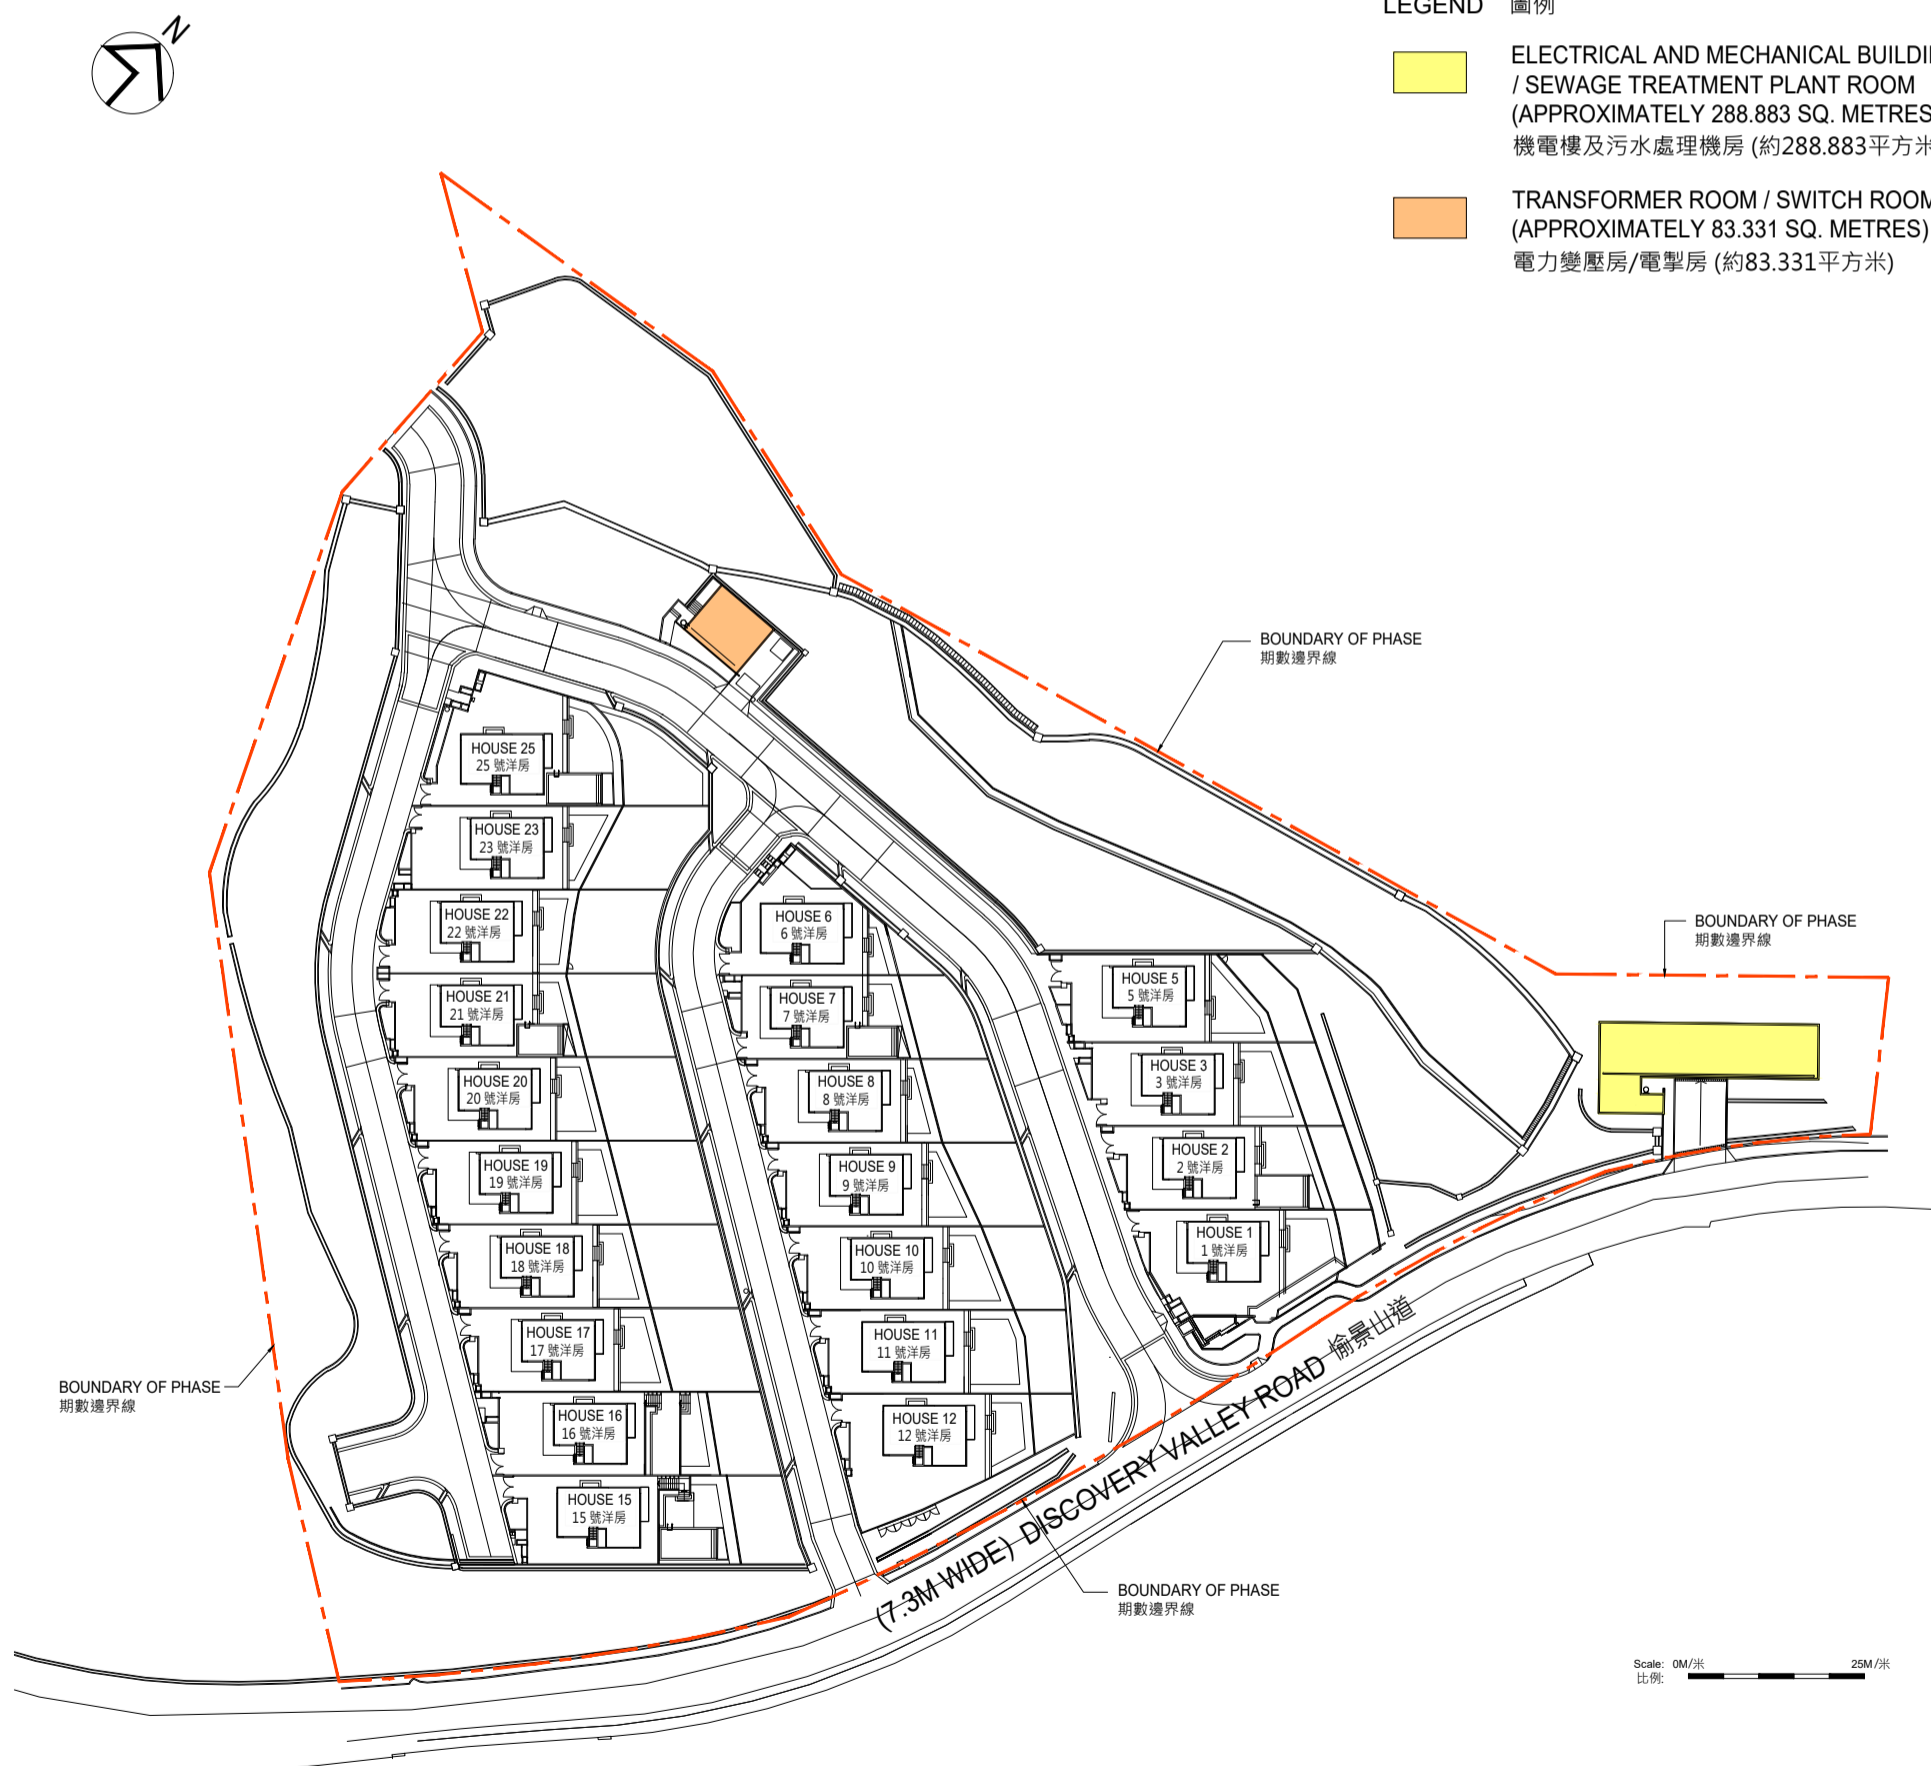 N
LEGEND 圖例
ELECTRICAL AND MECHANICAL
/ SEWAGE TREATMENT PLANT ROOM
(APPROXIMATELY 288.883 SQ. METRES
機電樓及污水處理機房 (約288.883平方米
TRANSFORMER ROOM / SWITCH ROOM
(APPROXIMATELY 83.331 SQ. METRES)
電力變壓房/電掣房 (約83.331平方米)
BOUNDARY OF PHASE
期數邊界線
BOUNDARY OF PHASE
期數邊界線
HOUSE 25
25 號洋房
HOUSE 23
23 號洋房
HOUSE 22
22 號洋房
HOUSE 21
21 號洋房
HOUSE 20
20 號洋房
HOUSE 19
19 號洋房
HOUSE 18
18 號洋房
HOUSE 17
17 號洋房
HOUSE 16
16 號洋房
HOUSE 15
15 號洋房
HOUSE 6
6 號洋房
HOUSE 7
7 號洋房
HOUSE 8
8 號洋房
HOUSE 9
9 號洋房
HOUSE 10
10 號洋房
HOUSE 11
11 號洋房
HOUSE 12
12 號洋房
HOUSE 5
5 號洋房
HOUSE 3
3 號洋房
HOUSE 2
2 號洋房
HOUSE 1
1 號洋房
BOUNDARY OF PHASE
期數邊界線
(7.3M WIDE) DISCOVERY VALLEY ROAD 愉景山道
BOUNDARY OF PHASE
期數邊界線
Scale: 0M/米 25M/米
比例: